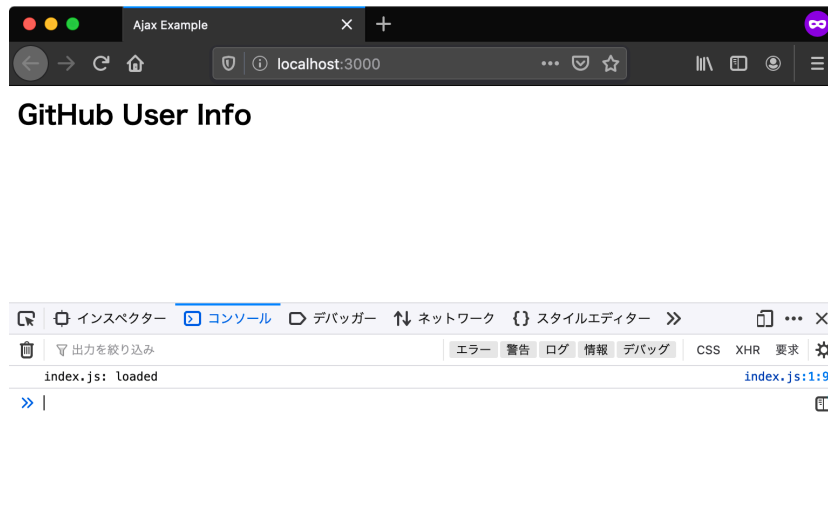 Ajax Example
localhost:3000
GitHub User Info
インスペクター コンソール デバッガー ネットワーク スタイルエディター
出力を絞り込み エラー 警告 ログ 情報 デバッグ CSS XHR 要求
index.js: loaded index.js:1:9